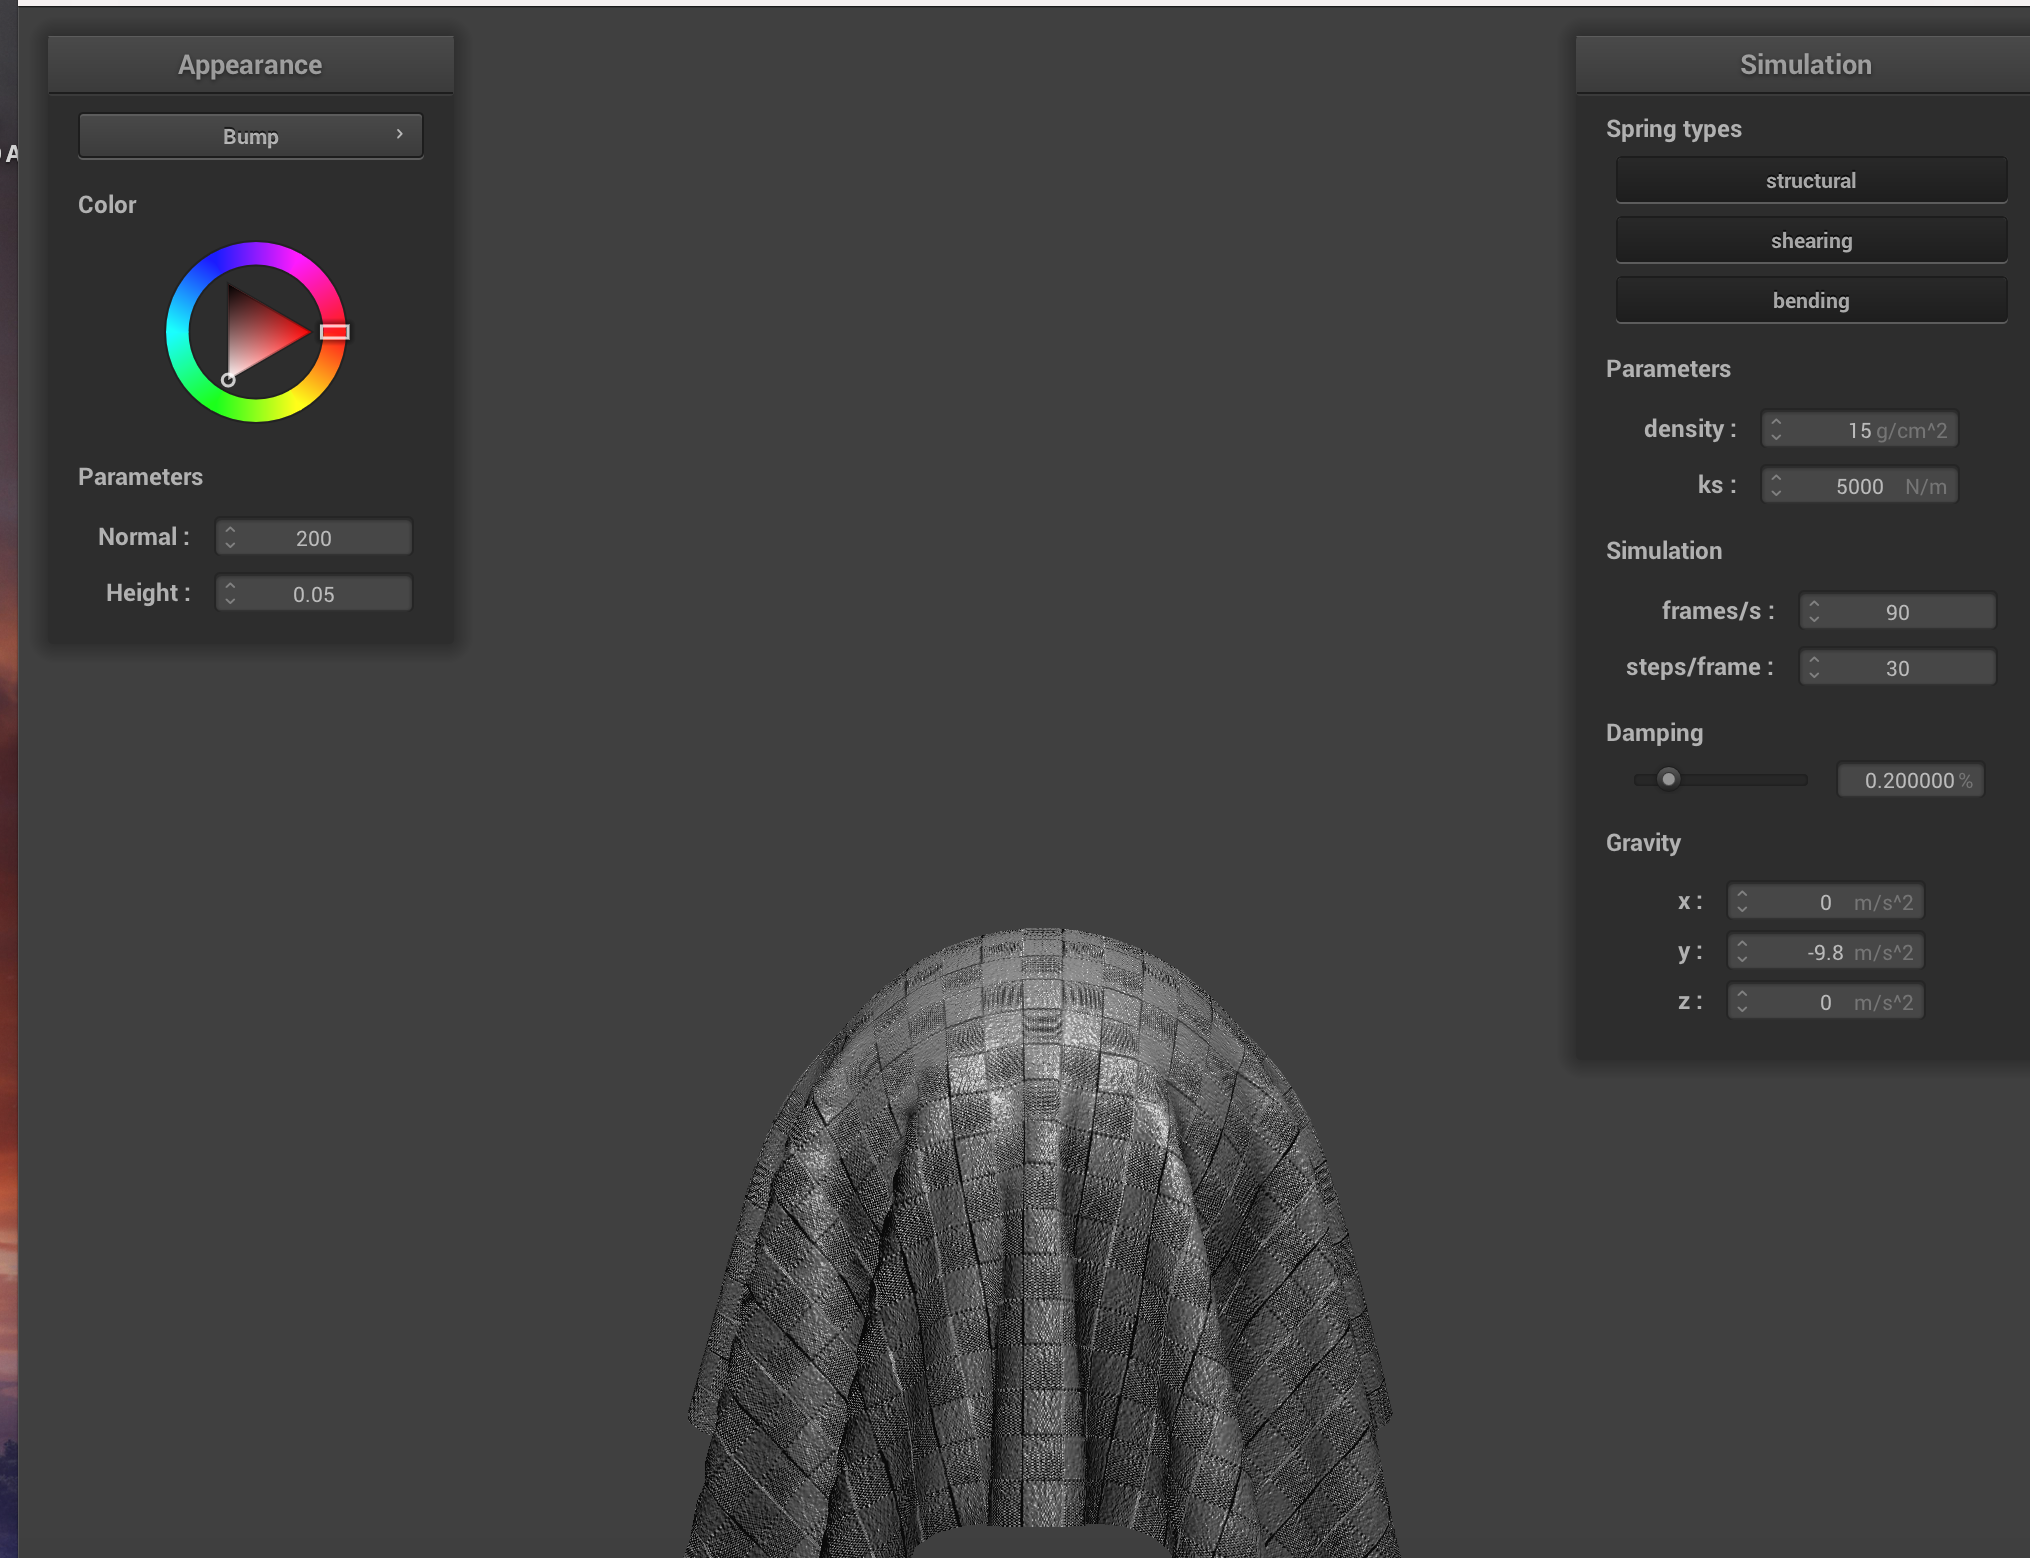 Appearance
Bump
Color
Parameters
Normal : 200
Height : 0.05
A
Simulation
Spring types
structural
shearing
bending
Parameters
density : 15 g/cm^2
ks : 5000 N/m
Simulation
frames/s : 90
steps/frame : 30
Damping
0.200000 %
Gravity
x : 0 m/s^2
y : -9.8 m/s^2
z : 0 m/s^2